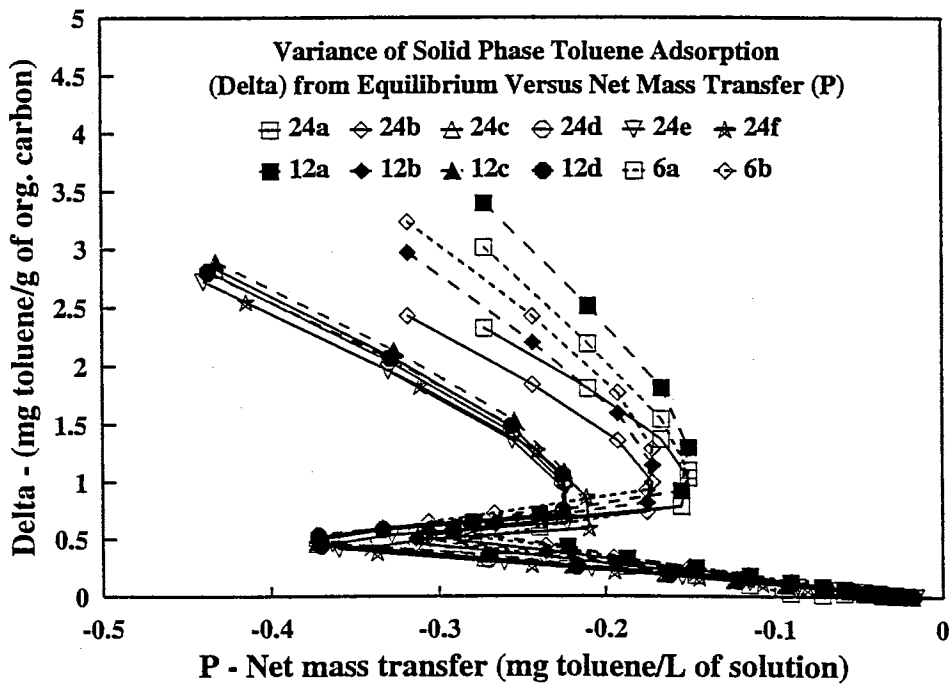 Variance of Solid Phase Toluene Adsorption
(Delta) from Equilibrium Versus Net Mass Transfer (P)
24a 24b 24c 24d 24e 24f
12a 12b 12c 12d 6a 6b
Delta - (mg toluene/g of org. carbon)
5
4.5
4
3.5
3
2.5
2
1.5
1
0.5
0
-0.5 -0.4 -0.3 -0.2 -0.1 0
P - Net mass transfer (mg toluene/L of solution)